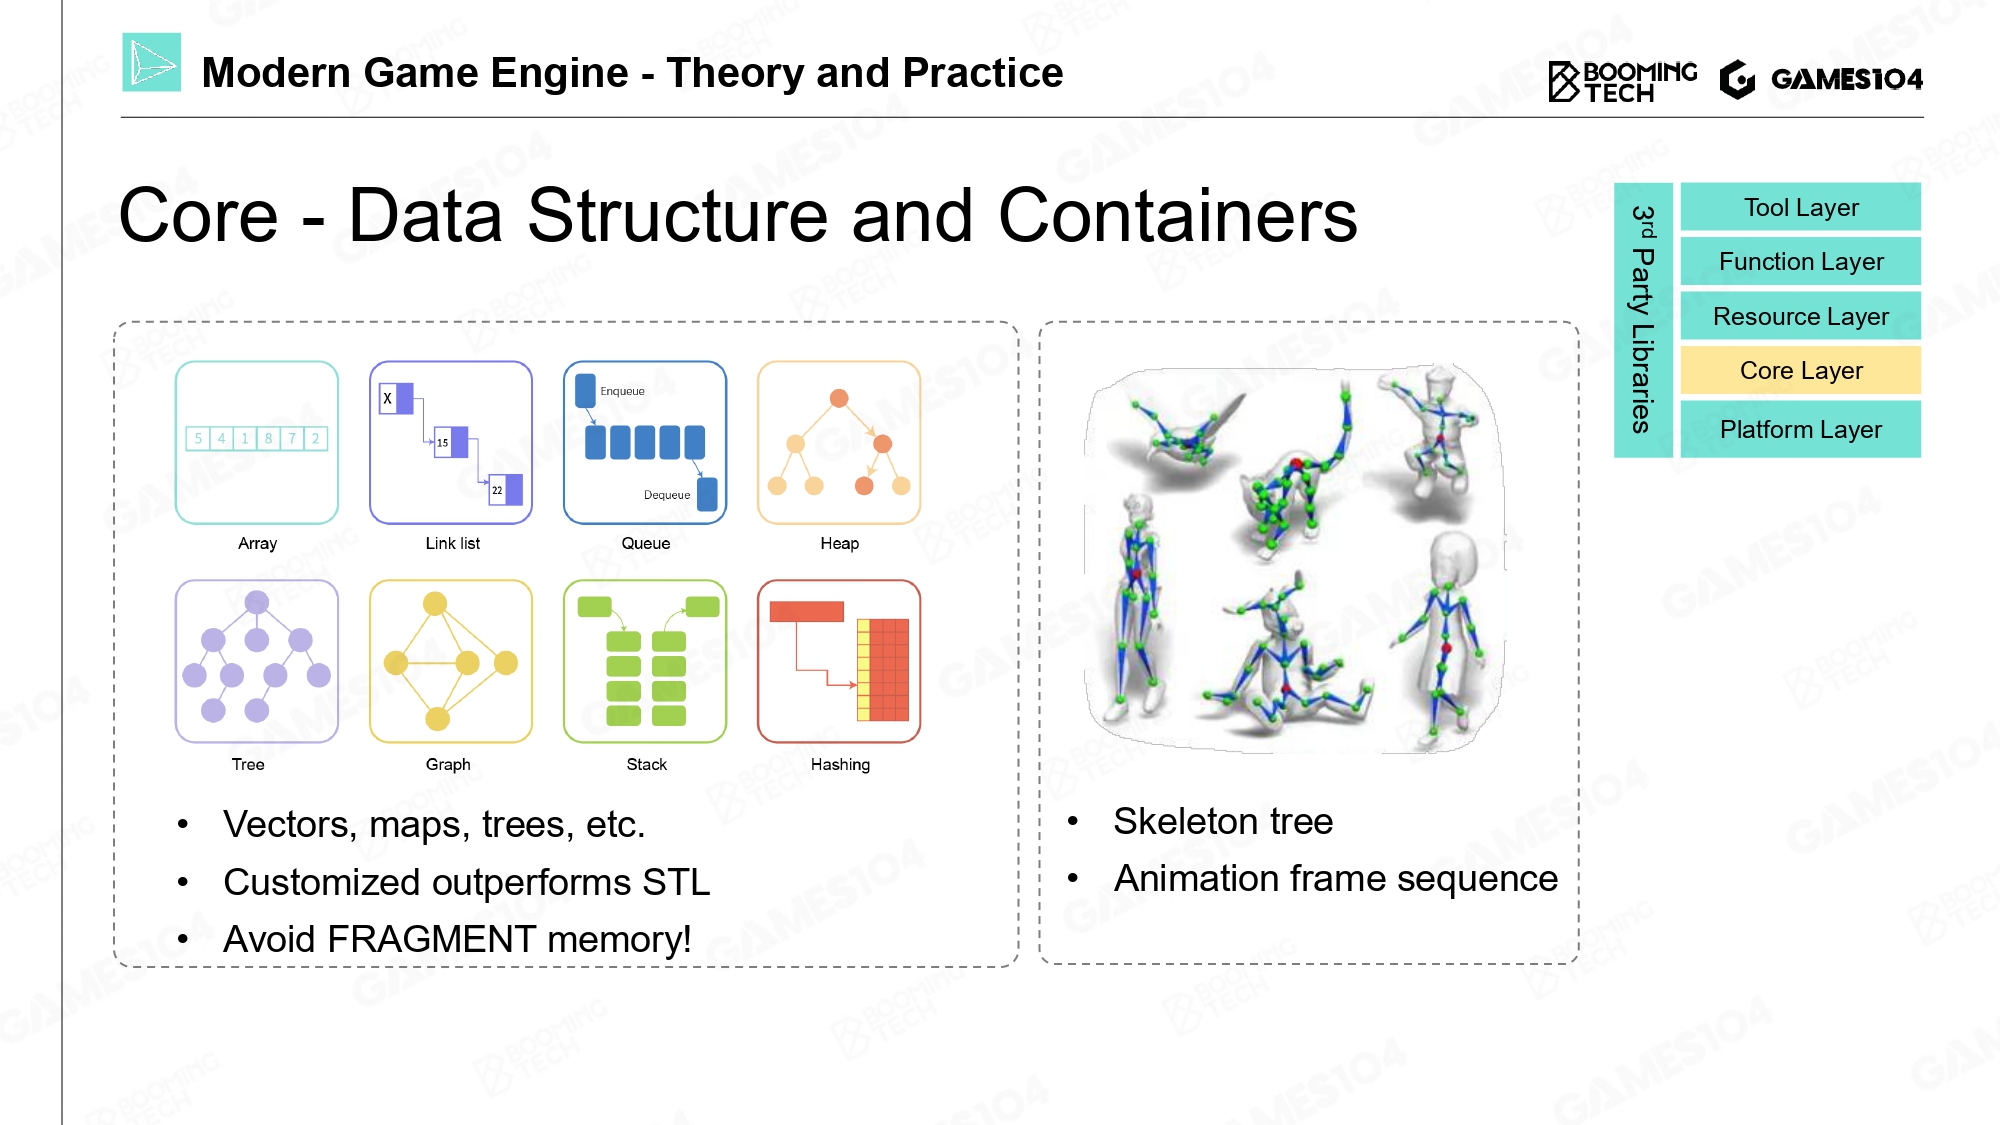 Modern Game Engine - Theory and Practice
BOOMING
TECH
GAMES104
Core - Data Structure and Containers
3rd Party Libraries
Tool Layer
Function Layer
Resource Layer
Core Layer
Platform Layer
5 4 1 8 7 2
X
15
22
Enqueue
Dequeue
Array
Link list
Queue
Heap
Tree
Graph
Stack
Hashing
• Vectors, maps, trees, etc.
• Customized outperforms STL
• Avoid FRAGMENT memory!
• Skeleton tree
• Animation frame sequence